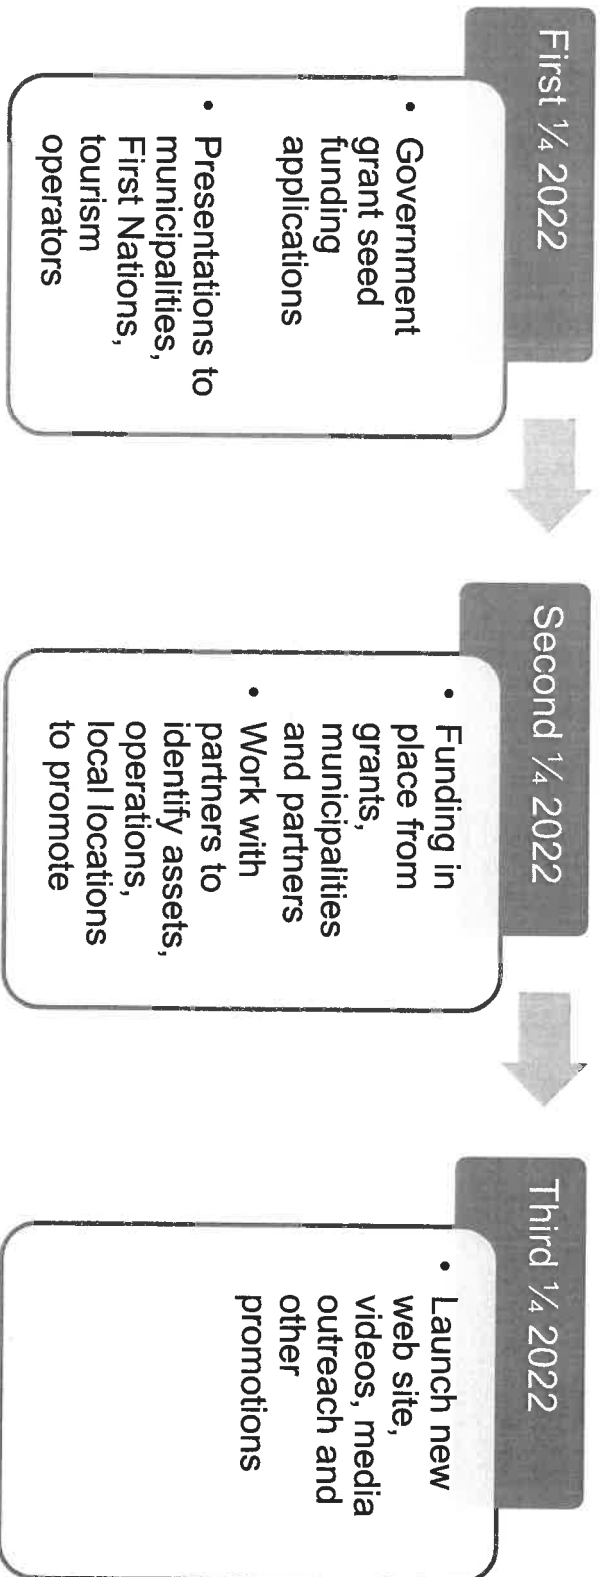 First ¼ 2022
• Government
grant seed
funding
applications
• Presentations to
municipalities,
First Nations,
tourism
operators
Second ¼ 2022
• Funding in
place from
grants,
municipalities
and partners
• Work with
partners to
identify assets,
operations,
local locations
to promote
Third ¼ 2022
• Launch new
web site,
videos, media
outreach and
other
promotions